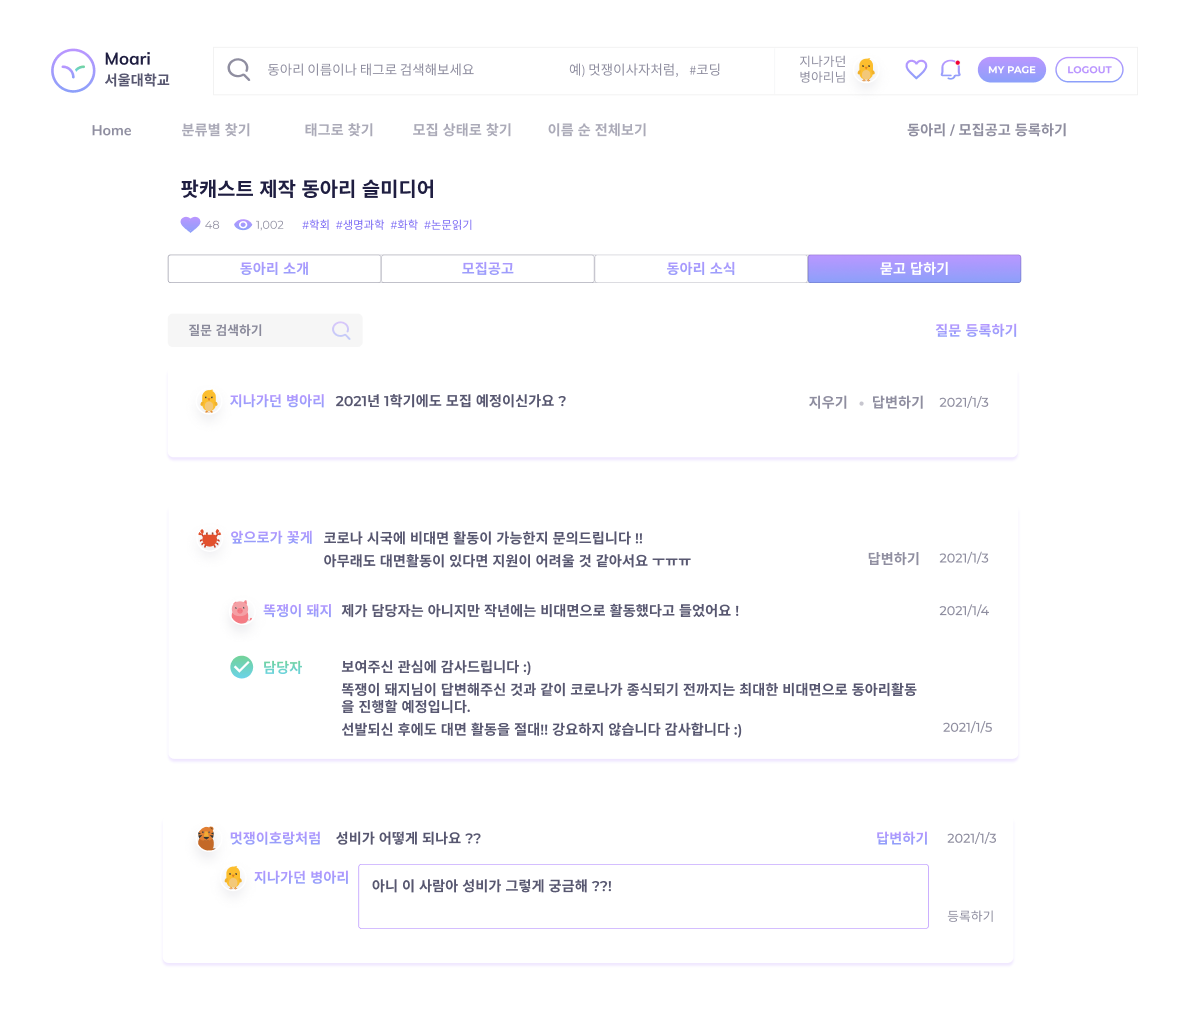 Moari
서울대학교
동아리 이름이나 태그로 검색해보세요
예) 멋쟁이사자처럼, #코딩
지나가던
병아리님
MY PAGE
LOGOUT
Home
분류별 찾기
태그로 찾기
모집 상태로 찾기
이름 순 전체보기
동아리 / 모집공고 등록하기
팟캐스트 제작 동아리 슬미디어
48
1,002
#학회 #생명과학 #화학 #논문읽기
동아리 소개
모집공고
동아리 소식
묻고 답하기
질문 검색하기
질문 등록하기
지나가던 병아리
2021년 1학기에도 모집 예정이신가요 ?
지우기
답변하기
2021/1/3
앞으로가 꽃게
코로나 시국에 비대면 활동이 가능한지 문의드립니다 !!
아무래도 대면활동이 있다면 지원이 어려울 것 같아서요 ㅜㅠㅠ
답변하기
2021/1/3
똑쟁이 돼지
제가 담당자는 아니지만 작년에는 비대면으로 활동했다고 들었어요 !
2021/1/4
담당자
보여주신 관심에 감사드립니다 :)
똑쟁이 돼지님이 답변해주신 것과 같이 코로나가 종식되기 전까지는 최대한 비대면으로 동아리활동
을 진행할 예정입니다.
선발되신 후에도 대면 활동을 절대!! 강요하지 않습니다 감사합니다 :)
2021/1/5
멋쟁이호랑처럼
성비가 어떻게 되나요 ??
답변하기
2021/1/3
지나가던 병아리
아니 이 사람아 성비가 그렇게 궁금해 ??!
등록하기